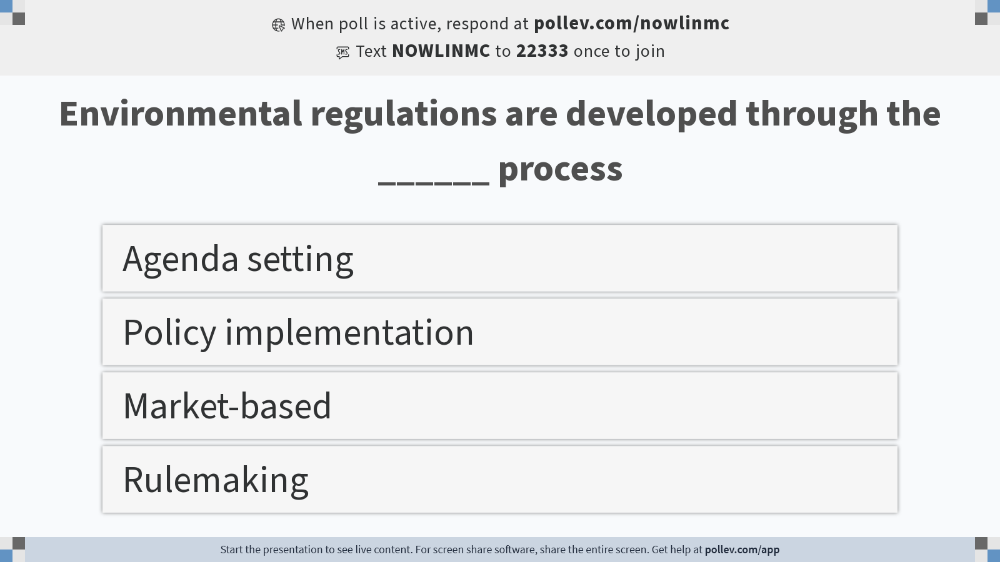 When poll is active, respond at pollev.com/nowlinmc
SMS Text NOWLINMC to 22333 once to join
Environmental regulations are developed through the
______ process
Agenda setting
Policy implementation
Market-based
Rulemaking
Start the presentation to see live content. For screen share software, share the entire screen. Get help at pollev.com/app